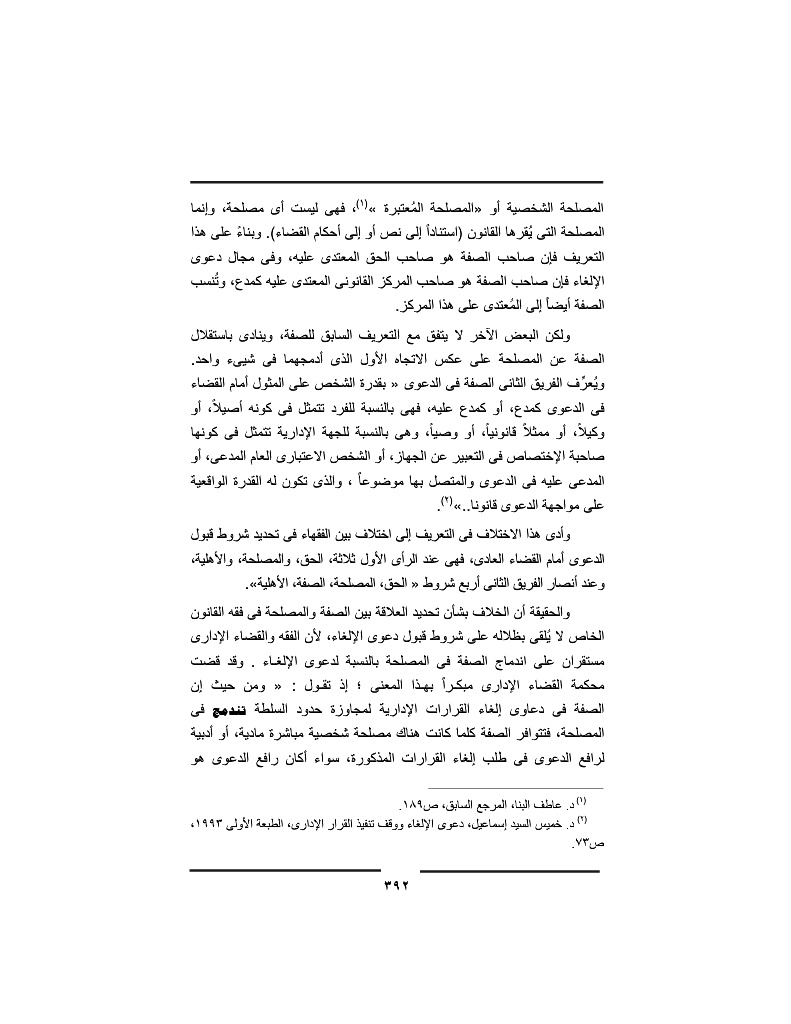 المصلحة الشخصية أو «المصلحة المُعتبرة »(١)، فهى ليست أى مصلحة، وإنما
المصلحة التى يُقرها القانون (استناداً إلى نص أو إلى أحكام القضاء). وبناءً على هذا
التعريف فإن صاحب الصفة هو صاحب الحق المعتدى عليه، وفى مجال دعوى
الإلغاء فإن صاحب الصفة هو صاحب المركز القانونى المعتدى عليه كمدع، وتُنسب
الصفة أيضاً إلى المُعتدى على هذا المركز.
ولكن البعض الآخر لا يتفق مع التعريف السابق للصفة، وينادى باستقلال
الصفة عن المصلحة على عكس الاتجاه الأول الذى أدمجهما فى شيىء واحد.
ويُعرِّف الفريق الثانى الصفة فى الدعوى « بقدرة الشخص على المثول أمام القضاء
فى الدعوى كمدع، أو كمدع عليه، فهى بالنسبة للفرد تتمثل فى كونه أصيلاً، أو
وكيلاً، أو ممثلاً قانونياً، أو وصياً، وهى بالنسبة للجهة الإدارية تتمثل فى كونها
صاحبة الإختصاص فى التعبير عن الجهاز، أو الشخص الاعتبارى العام المدعى، أو
المدعى عليه فى الدعوى والمتصل بها موضوعاً ، والذى تكون له القدرة الواقعية
على مواجهة الدعوى قانونا..»(٢).
وأدى هذا الاختلاف فى التعريف إلى اختلاف بين الفقهاء فى تحديد شروط قبول
الدعوى أمام القضاء العادى، فهى عند الرأى الأول ثلاثة، الحق، والمصلحة، والأهلية،
وعند أنصار الفريق الثانى أربع شروط « الحق، المصلحة، الصفة، الأهلية».
والحقيقة أن الخلاف بشأن تحديد العلاقة بين الصفة والمصلحة فى فقه القانون
الخاص لا يُلقى بظلاله على شروط قبول دعوى الإلغاء، لأن الفقه والقضاء الإدارى
مستقران على اندماج الصفة فى المصلحة بالنسبة لدعوى الإلغـاء . وقد قضت
محكمة القضاء الإدارى مبكـراً بهـذا المعنى ؛ إذ تقـول : « ومن حيث إن
الصفة فى دعاوى إلغاء القرارات الإدارية لمجاوزة حدود السلطة تندمج فى
المصلحة، فتتوافر الصفة كلما كانت هناك مصلحة شخصية مباشرة مادية، أو أدبية
لرافع الدعوى فى طلب إلغاء القرارات المذكورة، سواء أكان رافع الدعوى هو
(١) د. عاطف البنا، المرجع السابق، ص١٨٩.
(٢) د. خميس السيد إسماعيل، دعوى الإلغاء ووقف تنفيذ القرار الإدارى، الطبعة الأولى ١٩٩٣،
ص٧٣.
٣٩٢